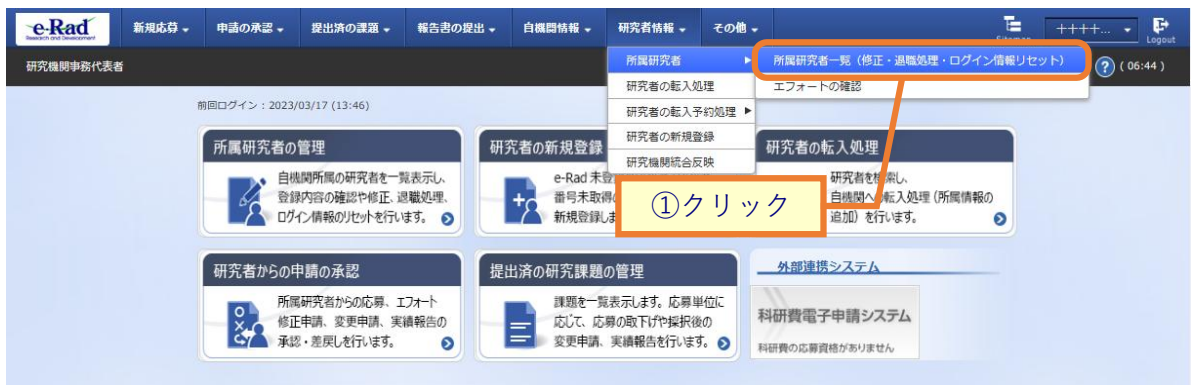 e-Rad
Research and Development
新規応募
申請の承認
提出済の課題
報告書の提出
自機関情報
研究者情報
その他
Sitemap
++++...
Logout
研究機関事務代表者
所属研究者
所属研究者一覧（修正・退職処理・ログイン情報リセット）
(06:44)
研究者の転入処理
エフォートの確認
研究者の転入予約処理
研究者の新規登録
研究機関統合反映
前回ログイン：2023/03/17 (13:46)
所属研究者の管理
自機関所属の研究者を一覧表示し、
登録内容の確認や修正、退職処理、
ログイン情報のリセットを行います。
研究者の新規登録
e-Rad 未登
番号未取得
新規登録しま
①クリック
研究者の転入処理
研究者を検索し、
自機関への転入処理（所属情報の
追加）を行います。
研究者からの申請の承認
所属研究者からの応募、エフォート
修正申請、変更申請、実績報告の
承認・差戻しを行います。
提出済の研究課題の管理
課題を一覧表示します。応募単位に
応じて、応募の取下げや採択後の
変更申請、実績報告を行います。
外部連携システム
科研費電子申請システム
科研費の応募資格がありません